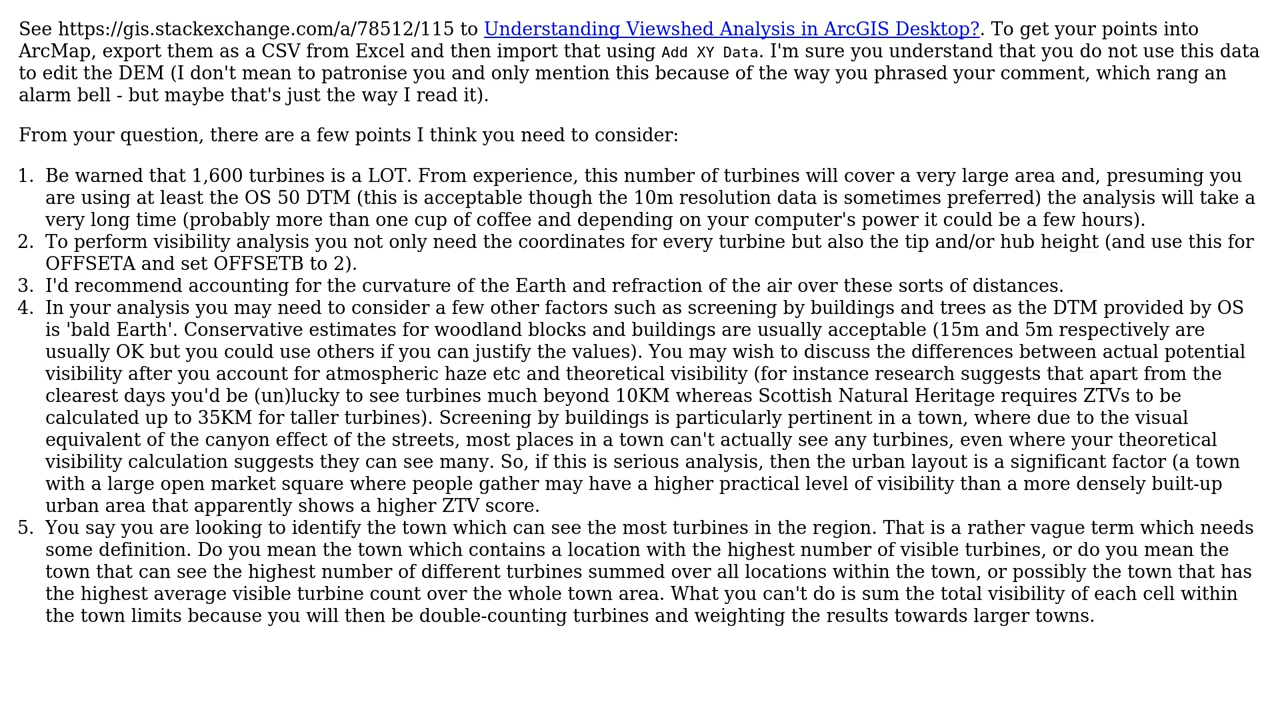 See https://gis.stackexchange.com/a/78512/115 to Understanding Viewshed Analysis in ArcGIS Desktop?. To get your points into
ArcMap, export them as a CSV from Excel and then import that using Add XY Data. I'm sure you understand that you do not use this data
to edit the DEM (I don't mean to patronise you and only mention this because of the way you phrased your comment, which rang an
alarm bell - but maybe that's just the way I read it).
From your question, there are a few points I think you need to consider:
1. Be warned that 1,600 turbines is a LOT. From experience, this number of turbines will cover a very large area and, presuming you
are using at least the OS 50 DTM (this is acceptable though the 10m resolution data is sometimes preferred) the analysis will take a
very long time (probably more than one cup of coffee and depending on your computer's power it could be a few hours).
2. To perform visibility analysis you not only need the coordinates for every turbine but also the tip and/or hub height (and use this for
OFFSETA and set OFFSETB to 2).
3. I'd recommend accounting for the curvature of the Earth and refraction of the air over these sorts of distances.
4. In your analysis you may need to consider a few other factors such as screening by buildings and trees as the DTM provided by OS
is 'bald Earth'. Conservative estimates for woodland blocks and buildings are usually acceptable (15m and 5m respectively are
usually OK but you could use others if you can justify the values). You may wish to discuss the differences between actual potential
visibility after you account for atmospheric haze etc and theoretical visibility (for instance research suggests that apart from the
clearest days you'd be (un)lucky to see turbines much beyond 10KM whereas Scottish Natural Heritage requires ZTVs to be
calculated up to 35KM for taller turbines). Screening by buildings is particularly pertinent in a town, where due to the visual
equivalent of the canyon effect of the streets, most places in a town can't actually see any turbines, even where your theoretical
visibility calculation suggests they can see many. So, if this is serious analysis, then the urban layout is a significant factor (a town
with a large open market square where people gather may have a higher practical level of visibility than a more densely built-up
urban area that apparently shows a higher ZTV score.
5. You say you are looking to identify the town which can see the most turbines in the region. That is a rather vague term which needs
some definition. Do you mean the town which contains a location with the highest number of visible turbines, or do you mean the
town that can see the highest number of different turbines summed over all locations within the town, or possibly the town that has
the highest average visible turbine count over the whole town area. What you can't do is sum the total visibility of each cell within
the town limits because you will then be double-counting turbines and weighting the results towards larger towns.